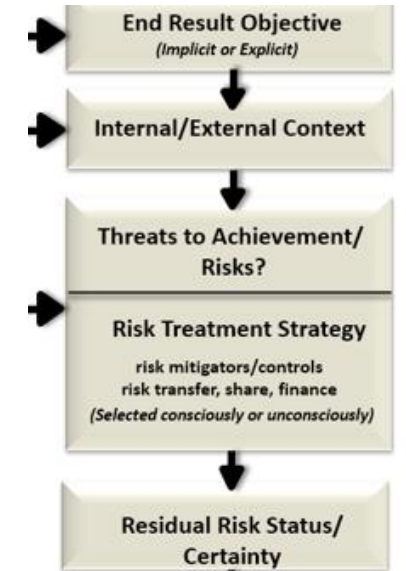 End Result Objective
(Implicit or Explicit)
Internal/External Context
Threats to Achievement/
Risks?
Risk Treatment Strategy
risk mitigators/controls
risk transfer, share, finance
(Selected consciously or unconsciously)
Residual Risk Status/
Certainty